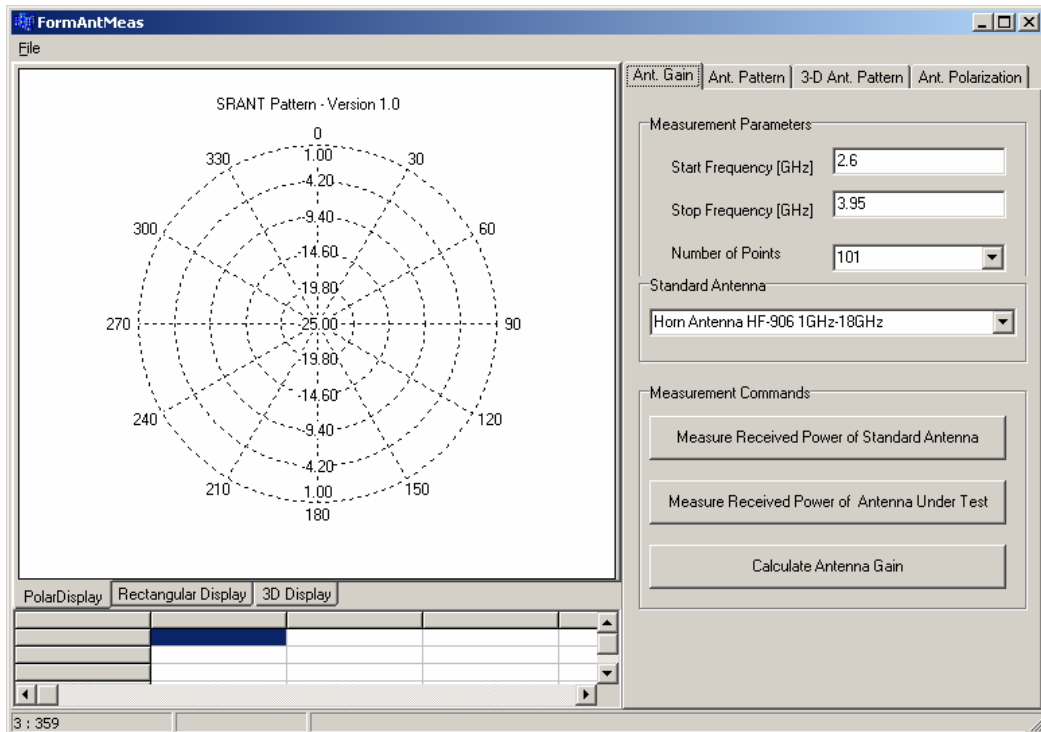 FormAntMeas
File
SRANT Pattern - Version 1.0
0
330
1.00
30
-4.20
300
-9.40
60
-14.60
-19.80
270
-25.00
90
-19.80
-14.60
240
-9.40
120
-4.20
210
1.00
150
180
PolarDisplay
Rectangular Display
3D Display
3 : 359
Ant. Gain
Ant. Pattern
3-D Ant. Pattern
Ant. Polarization
Measurement Parameters
Start Frequency [GHz]
2.6
Stop Frequency [GHz]
3.95
Number of Points
101
Standard Antenna
Horn Antenna HF-906 1GHz-18GHz
Measurement Commands
Measure Received Power of Standard Antenna
Measure Received Power of Antenna Under Test
Calculate Antenna Gain